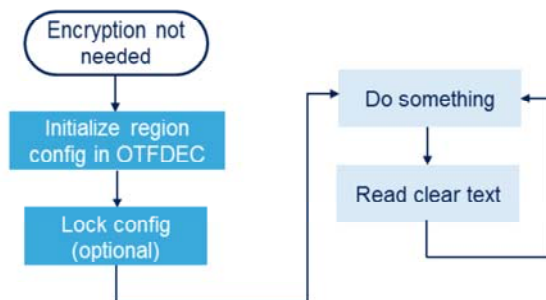 Encryption not
needed
Initialize region
config in OTFDEC
Lock config
(optional)
Do something
Read clear text